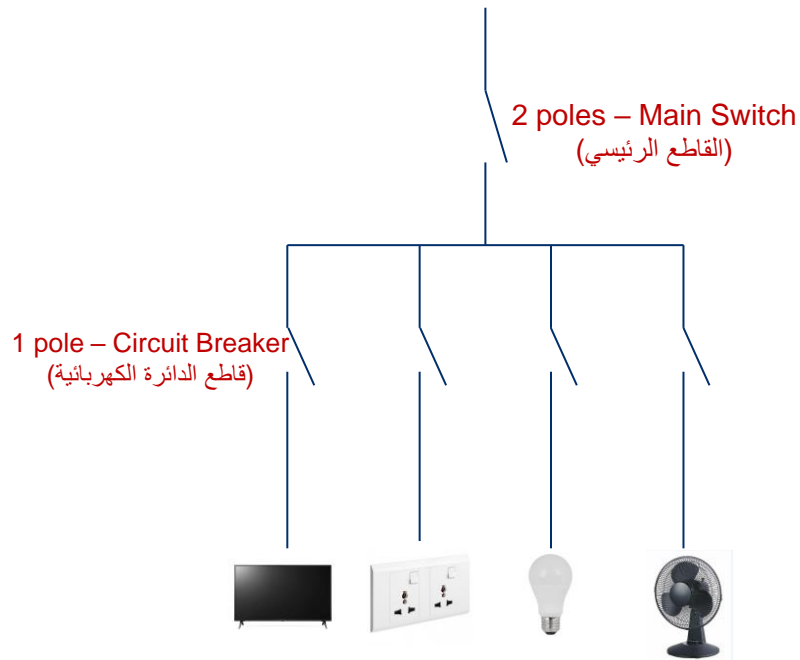 2 poles – Main Switch
(القاطع الرئيسي)
1 pole – Circuit Breaker
(قاطع الدائرة الكهربائية)